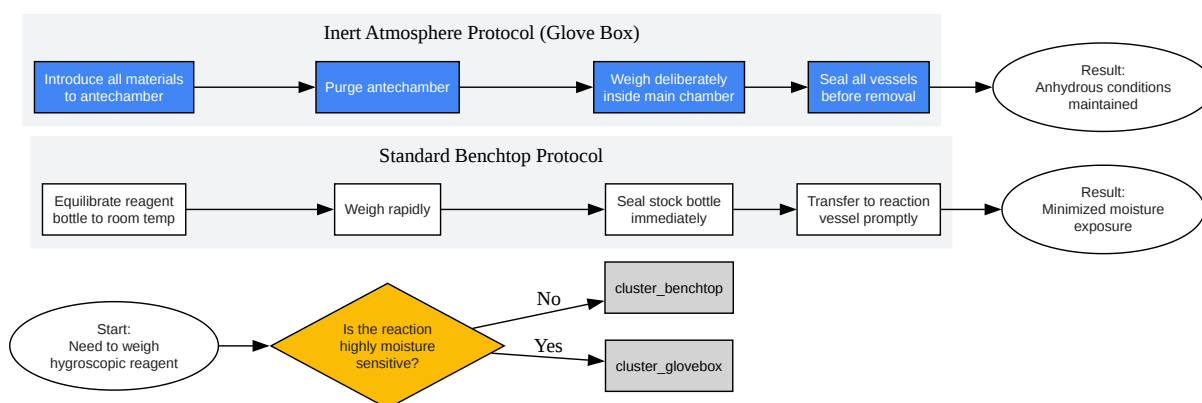 Inert Atmosphere Protocol (Glove Box)
Introduce all materials
to antechamber
Purge antechamber
Weigh deliberately
inside main chamber
Seal all vessels
before removal
Result:
Anhydrous conditions
maintained
Standard Benchtop Protocol
Equilibrate reagent
bottle to room temp
Weigh rapidly
Seal stock bottle
immediately
Transfer to reaction
vessel promptly
Result:
Minimized moisture
exposure
Start:
Need to weigh
hygroscopic reagent
Is the reaction
highly moisture
sensitive?
No
cluster_benchtop
Yes
cluster_glovebox